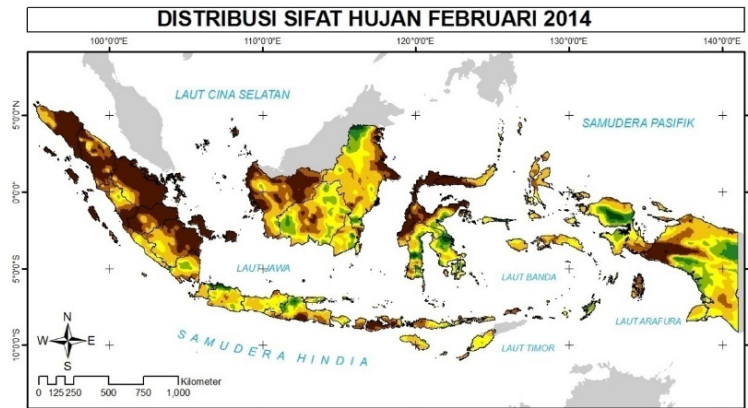 DISTRIBUSI SIFAT HUJAN FEBRUARI 2014
100°0'0"E 110°0'0"E 120°0'0"E 130°0'0"E 140°0'0"E
LAUT CINA SELATAN
SAMUDERA PASIFIK
5°0'0"N
0°0'0"
5°0'0"S
10°0'0"S
LAUT JAWA
LAUT BANDA
LAUT ARAFURA
LAUT TIMOR
SAMUDERA HINDIA
N
W E
S
Kilometer
0 125 250 500 750 1,000